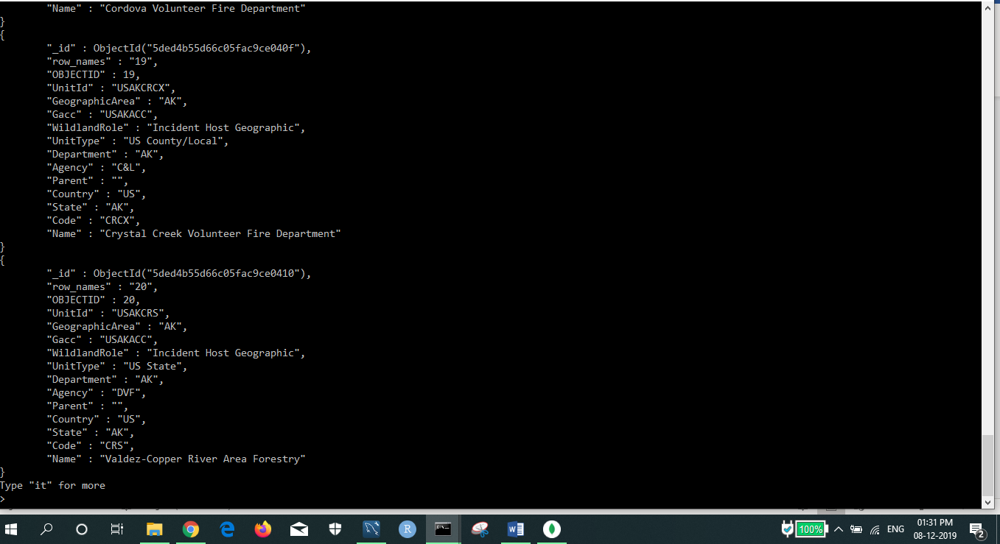 "Name" : "Cordova Volunteer Fire Department"
}
{
"_id" : ObjectId("5ded4b55d66c05fac9ce040f"),
"row_names" : "19",
"OBJECTID" : 19,
"UnitId" : "USAKCRCX",
"GeographicArea" : "AK",
"Gacc" : "USAKACC",
"WildlandRole" : "Incident Host Geographic",
"UnitType" : "US County/Local",
"Department" : "AK",
"Agency" : "C&L",
"Parent" : "",
"Country" : "US",
"State" : "AK",
"Code" : "CRCX",
"Name" : "Crystal Creek Volunteer Fire Department"
}
{
"_id" : ObjectId("5ded4b55d66c05fac9ce0410"),
"row_names" : "20",
"OBJECTID" : 20,
"UnitId" : "USAKCRS",
"GeographicArea" : "AK",
"Gacc" : "USAKACC",
"WildlandRole" : "Incident Host Geographic",
"UnitType" : "US State",
"Department" : "AK",
"Agency" : "DVF",
"Parent" : "",
"Country" : "US",
"State" : "AK",
"Code" : "CRS",
"Name" : "Valdez-Copper River Area Forestry"
}
Type "it" for more
>
R
W
100%
ENG
01:31 PM
08-12-2019
2